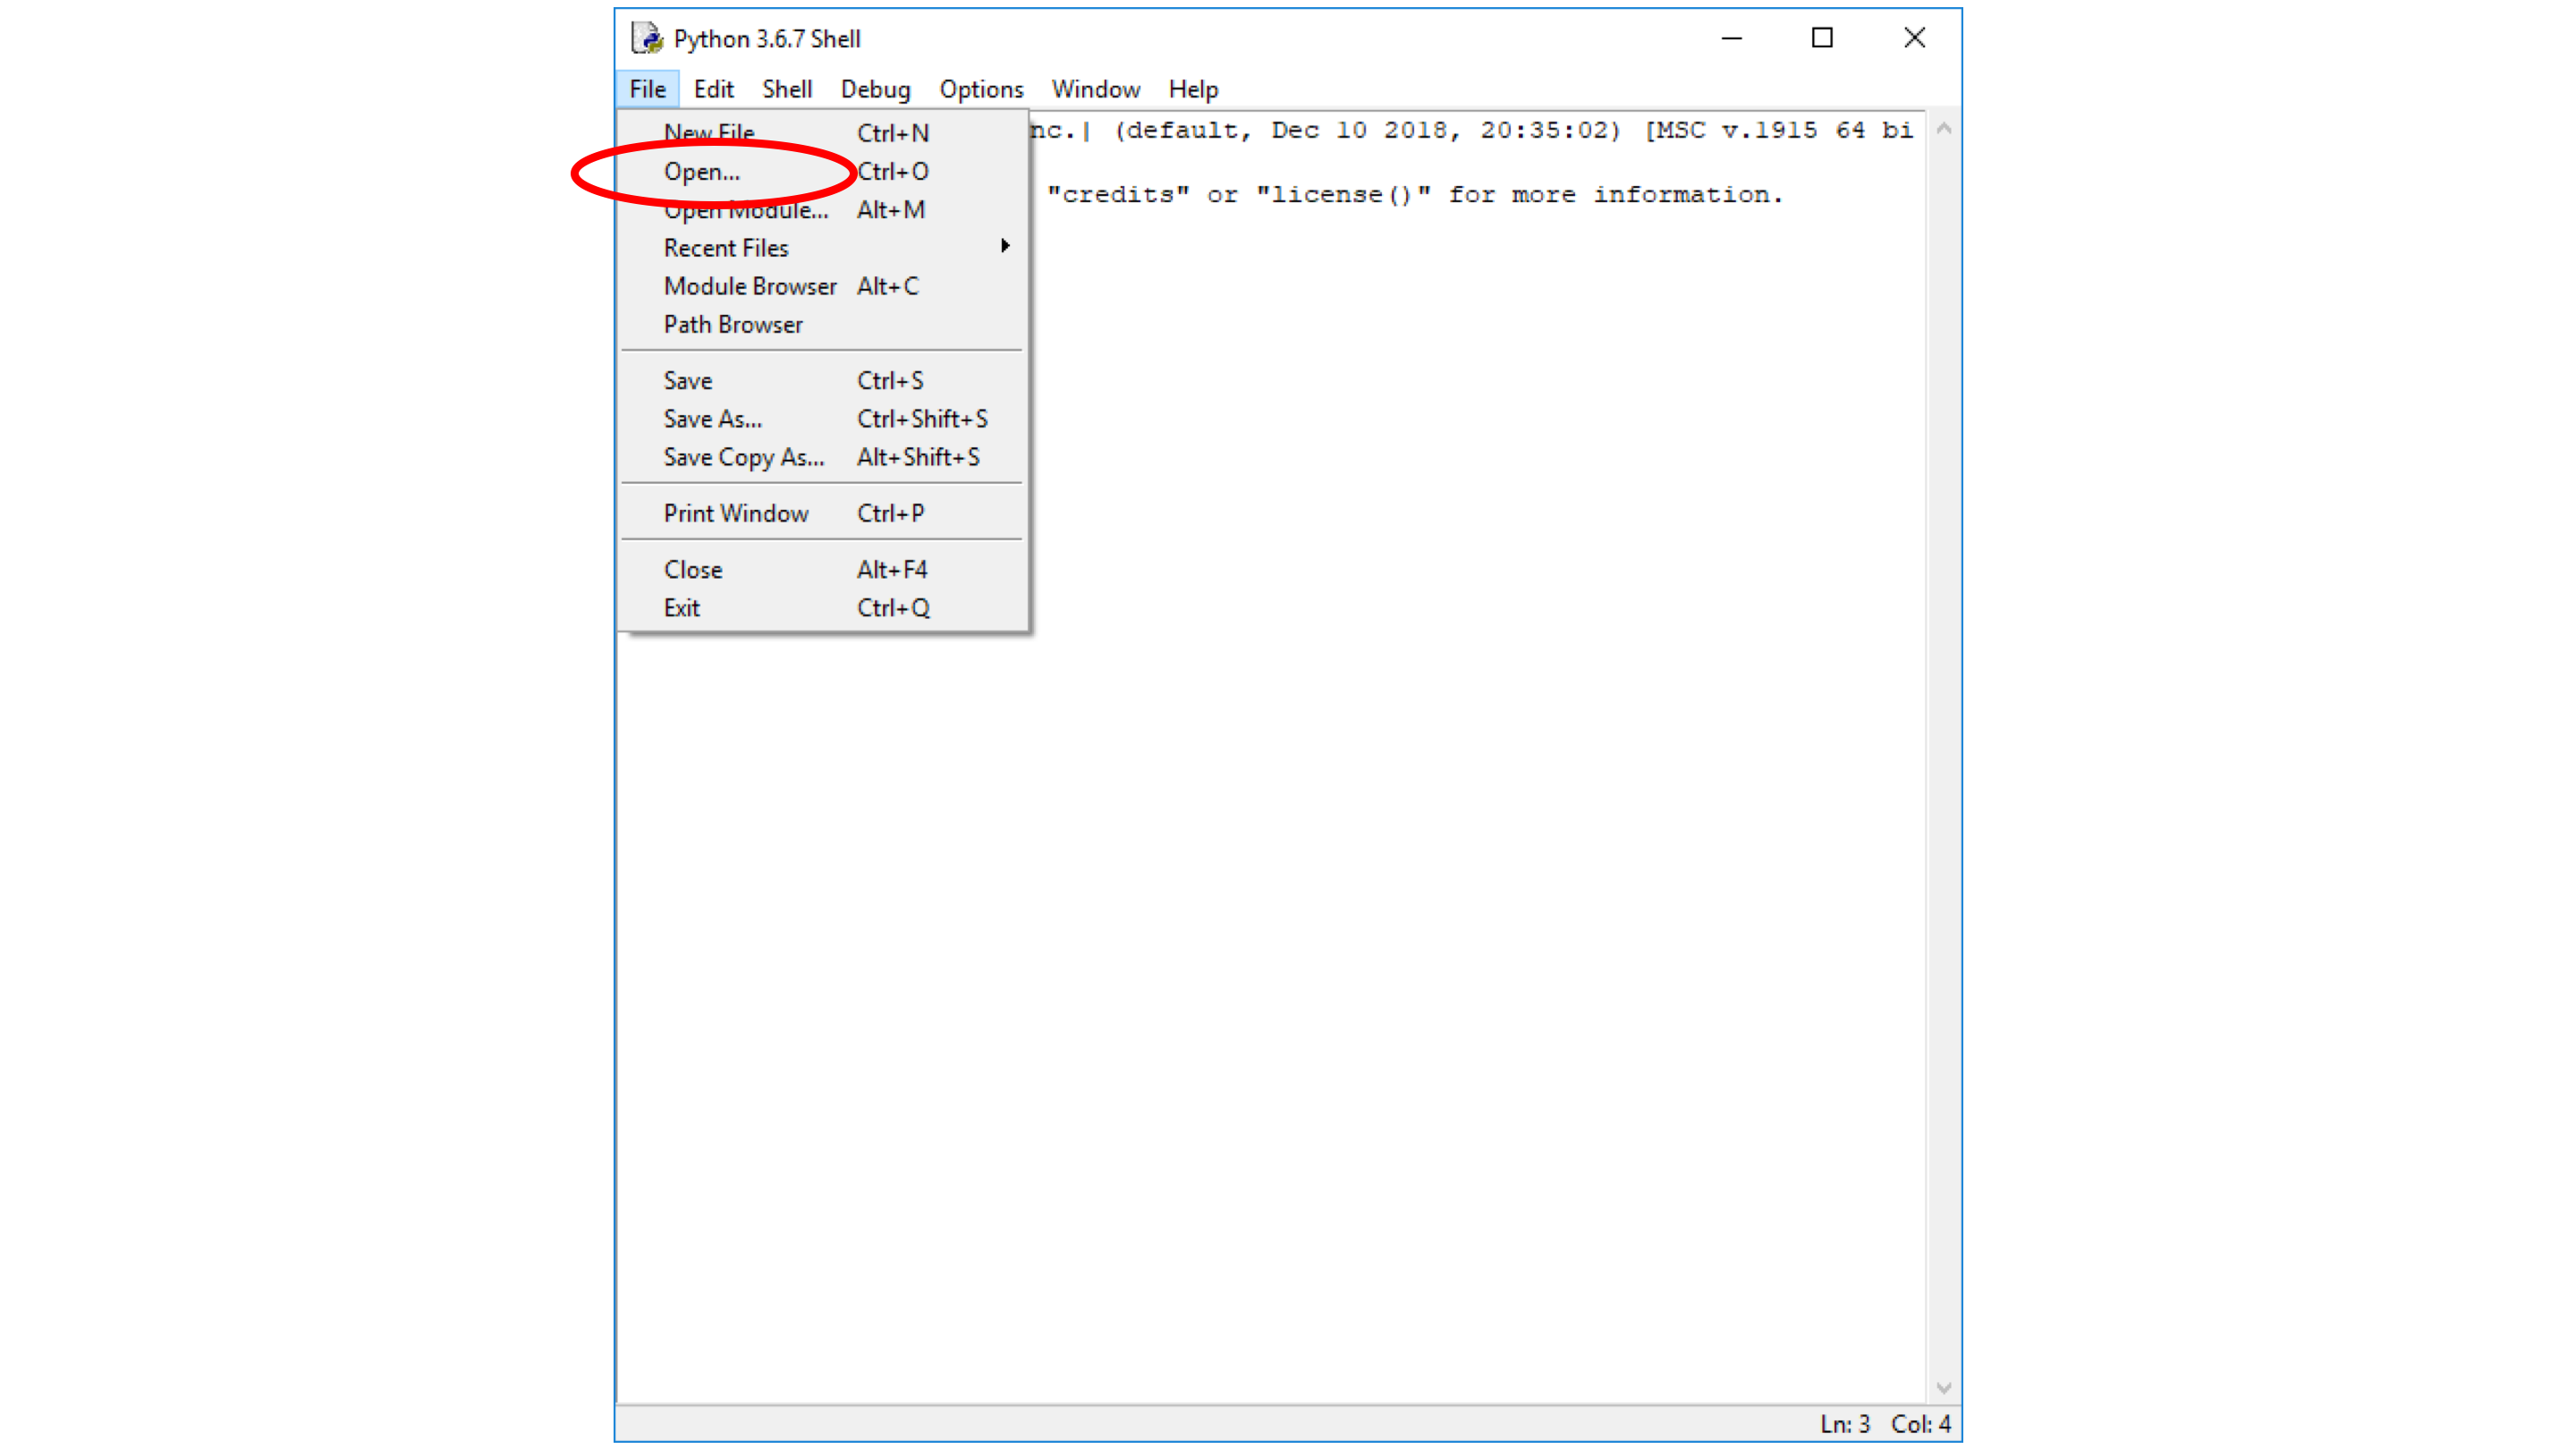 Python 3.6.7 Shell
File Edit Shell Debug Options Window Help
New File Ctrl+N
nc.| (default, Dec 10 2018, 20:35:02) [MSC v.1915 64 bi
Open... Ctrl+O
"credits" or "license()" for more information.
Open Module... Alt+M
Recent Files
Module Browser Alt+C
Path Browser
Save Ctrl+S
Save As... Ctrl+Shift+S
Save Copy As... Alt+Shift+S
Print Window Ctrl+P
Close Alt+F4
Exit Ctrl+Q
Ln: 3 Col: 4